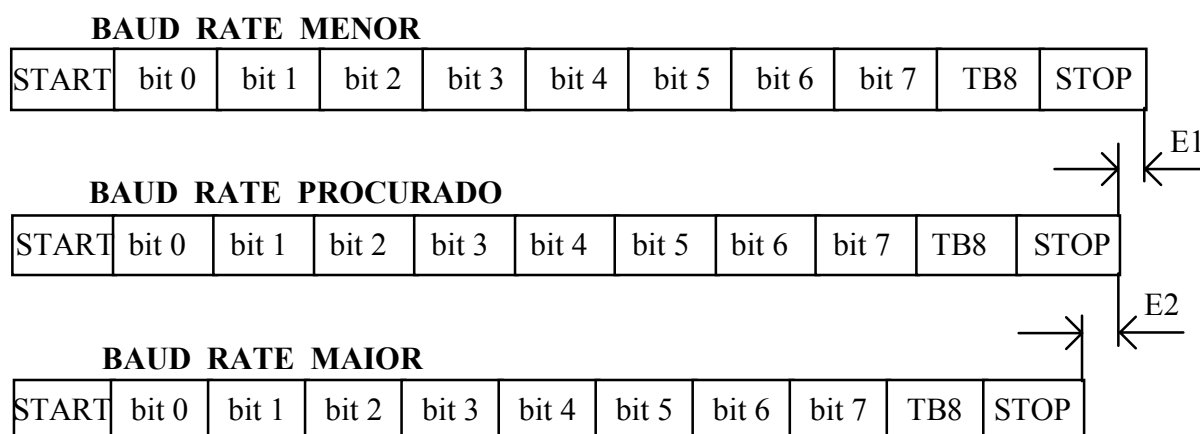 BAUD RATE MENOR
START bit 0 bit 1 bit 2 bit 3 bit 4 bit 5 bit 6 bit 7 TB8 STOP
E1
BAUD RATE PROCURADO
START bit 0 bit 1 bit 2 bit 3 bit 4 bit 5 bit 6 bit 7 TB8 STOP
E2
BAUD RATE MAIOR
START bit 0 bit 1 bit 2 bit 3 bit 4 bit 5 bit 6 bit 7 TB8 STOP